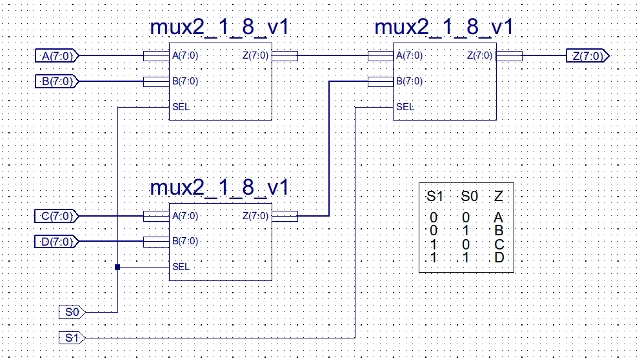 mux2_1_8_v1
mux2_1_8_v1
A(7:0)
A(7:0)
Z(7:0)
A(7:0)
Z(7:0)
Z(7:0)
B(7:0)
B(7:0)
B(7:0)
SEL
SEL
mux2_1_8_v1
C(7:0)
A(7:0)
Z(7:0)
D(7:0)
B(7:0)
SEL
S0
S1
S1 S0 Z
0 0 A
0 1 B
1 0 C
1 1 D